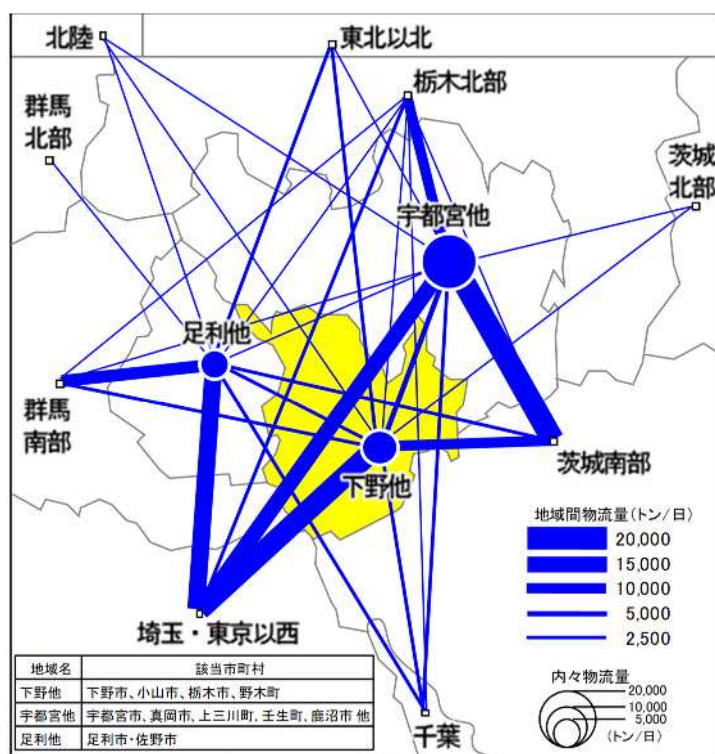 北陸
東北以北
栃木北部
群馬
北部
茨城
北部
宇都宮他
足利他
群馬
南部
下野他
茨城南部
埼玉・東京以西
千葉
地域間物流量(トン/日)
20,000
15,000
10,000
5,000
2,500
内々物流量
20,000
10,000
5,000
(トン/日)
地域名 該当市町村
下野他 下野市、小山市、栃木市、野木町
宇都宮他 宇都宮市、真岡市、上三川町、壬生町、鹿沼市 他
足利他 足利市・佐野市